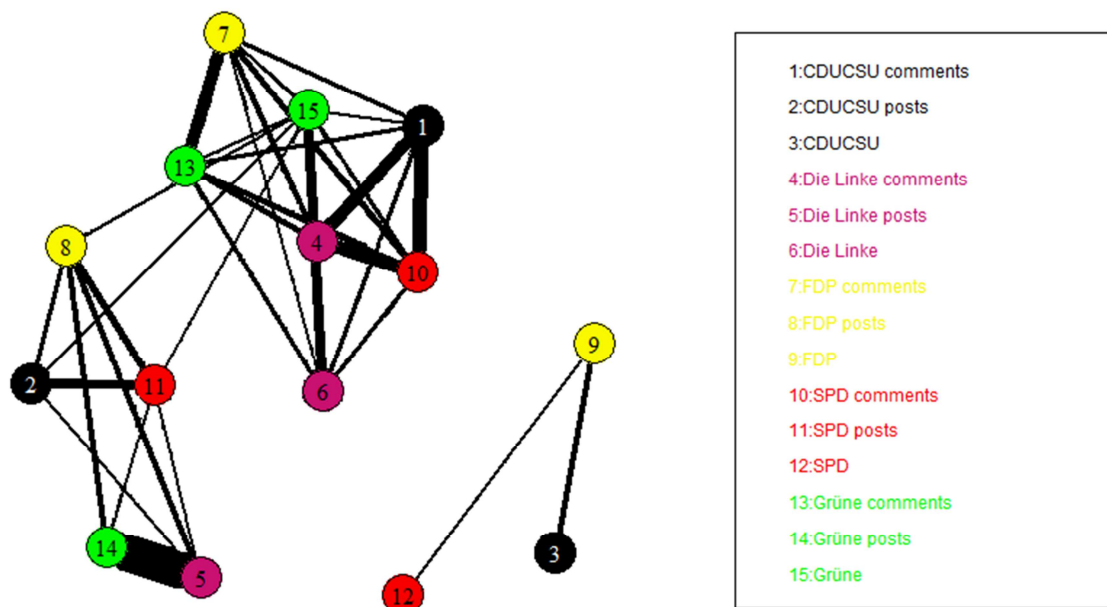 7
15
1
13
4
8
10
9
2
11
6
14
5
3
12
1:CDUCSU comments
2:CDUCSU posts
3:CDUCSU
4:Die Linke comments
5:Die Linke posts
6:Die Linke
7:FDP comments
8:FDP posts
9:FDP
10:SPD comments
11:SPD posts
12:SPD
13:Grüne comments
14:Grüne posts
15:Grüne